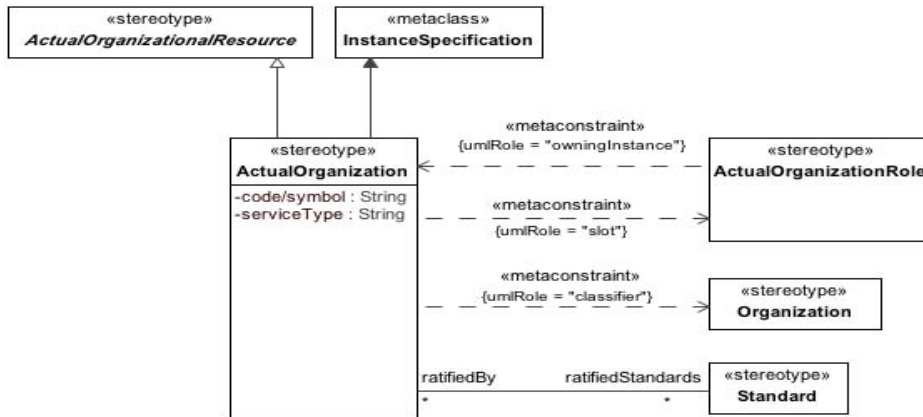 «stereotype»
ActualOrganizationalResource
«metaclass»
InstanceSpecification
«stereotype»
ActualOrganization
-code/symbol : String
-serviceType : String
«metaconstraint»
{umlRole = "owningInstance"}
«stereotype»
ActualOrganizationRole
«metaconstraint»
{umlRole = "slot"}
«metaconstraint»
{umlRole = "classifier"}
«stereotype»
Organization
ratifiedBy
ratifiedStandards
*
*
«stereotype»
Standard